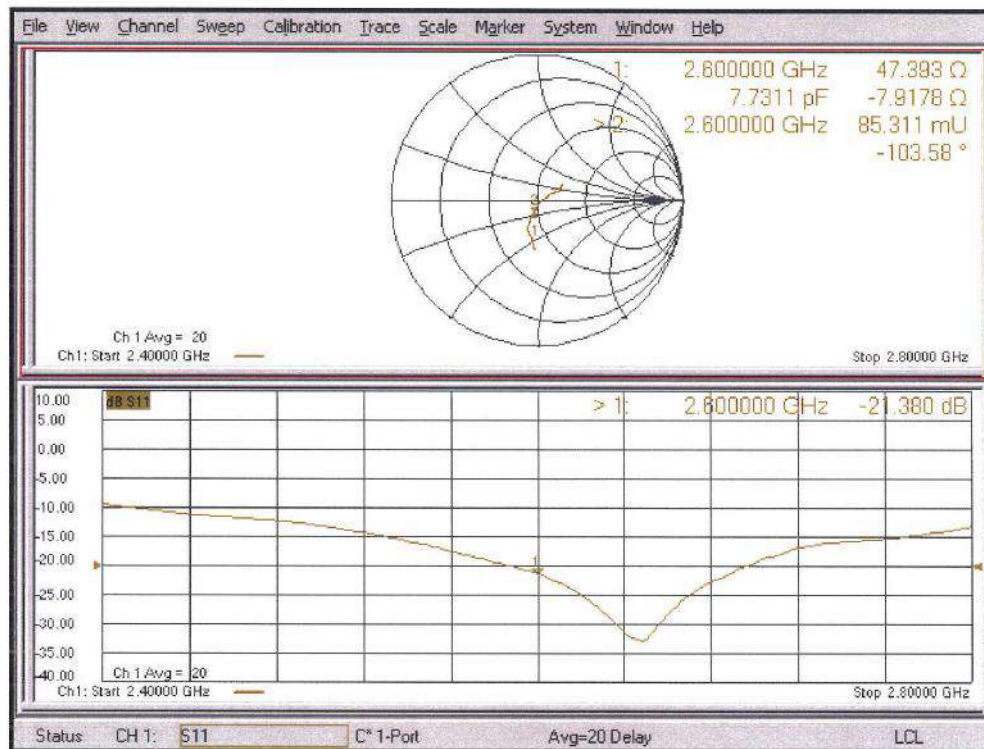 File View Channel Sweep Calibration Trace Scale Marker System Window Help
1: 2.600000 GHz 47.393 Ω
7.7311 pF -7.9178 Ω
> 2: 2.600000 GHz 85.311 mU
-103.58 °
1
Ch 1 Avg = 20
Ch1: Start 2.40000 GHz
Stop 2.80000 GHz
10.00
dB S11
> 1: 2.600000 GHz -21.380 dB
5.00
0.00
-5.00
-10.00
-15.00
-20.00
1
-25.00
-30.00
-35.00
-40.00
Ch 1 Avg = 20
Ch1: Start 2.40000 GHz
Stop 2.80000 GHz
Status CH 1: S11 C* 1-Port Avg=20 Delay LCL